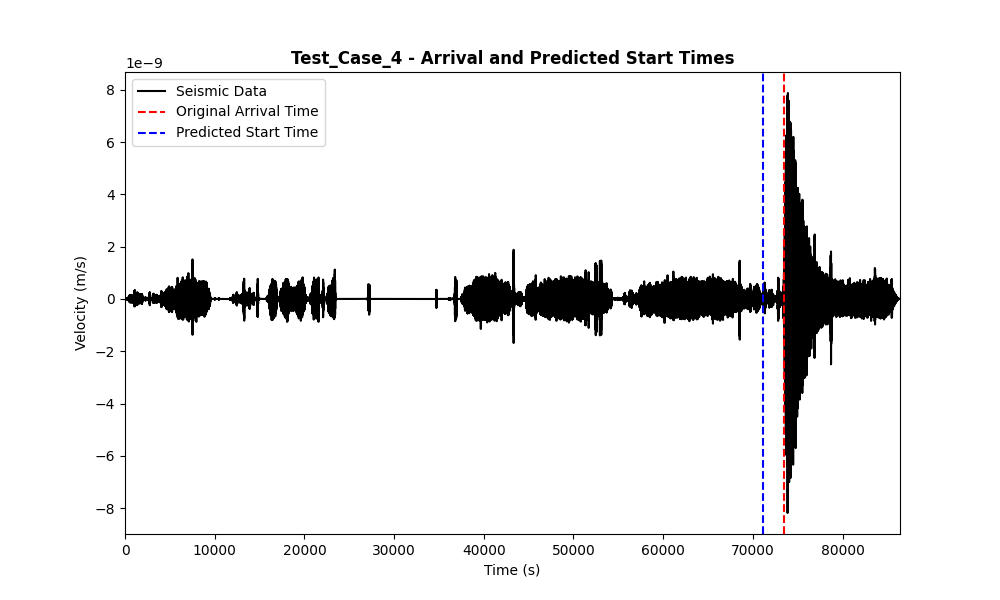 Test_Case_4 - Arrival and Predicted Start Times
1e−9
Seismic Data
Original Arrival Time
Predicted Start Time
8
6
4
2
0
−2
−4
−6
−8
Velocity (m/s)
0 10000 20000 30000 40000 50000 60000 70000 80000
Time (s)